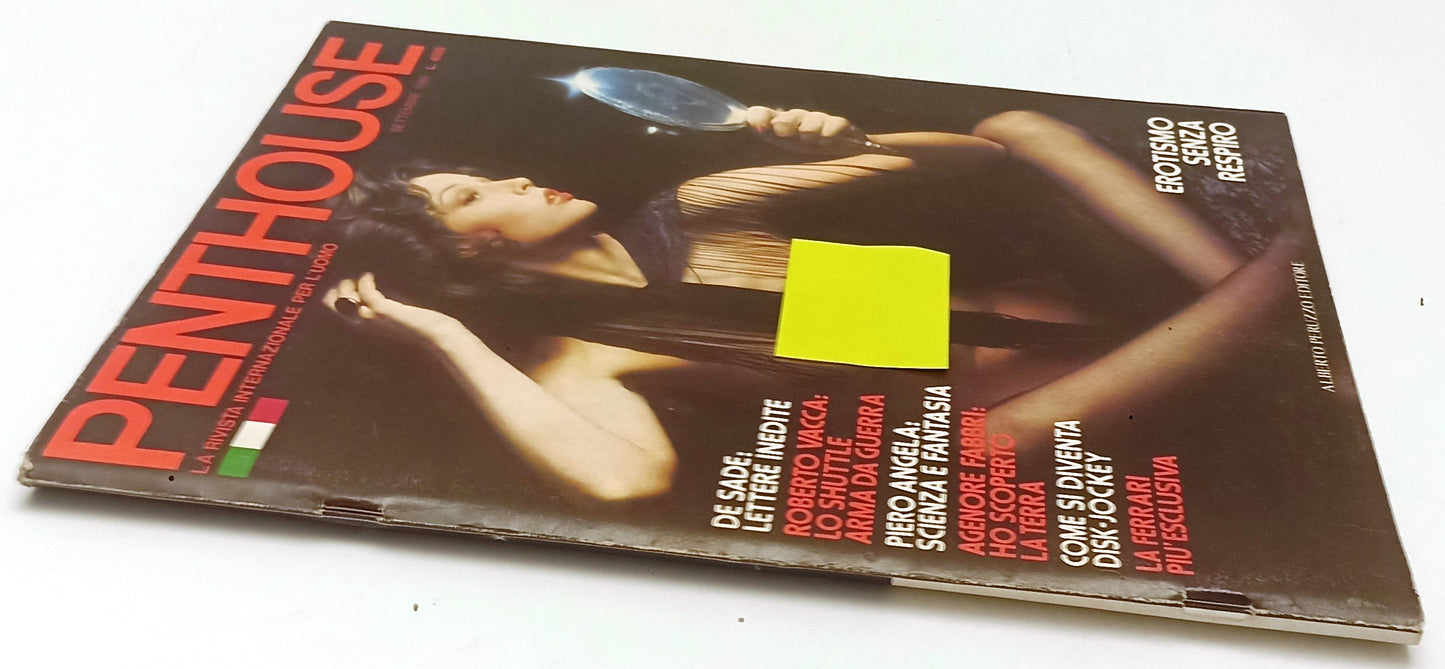 PENTHOUSE
LA RIVISTA INTERNAZIONALE PER L'UOMO
SETTEMBRE
EROTISMO
SENZA
RESPIRO
DE SADE:
LETTERE INEDITE
ROBERTO VACCA:
LO SHUTTLE
ARMA DA GUERRA
PIERO ANGELA:
SCIENZA E FANTASIA
AGENORE FABBRI:
HO SCOPERTO
LA TERRA
COME SI DIVENTA
DISK-JOCKEY
LA FERRARI
PIU' ESCLUSIVA
ALBERTO PERUZZO EDITORE